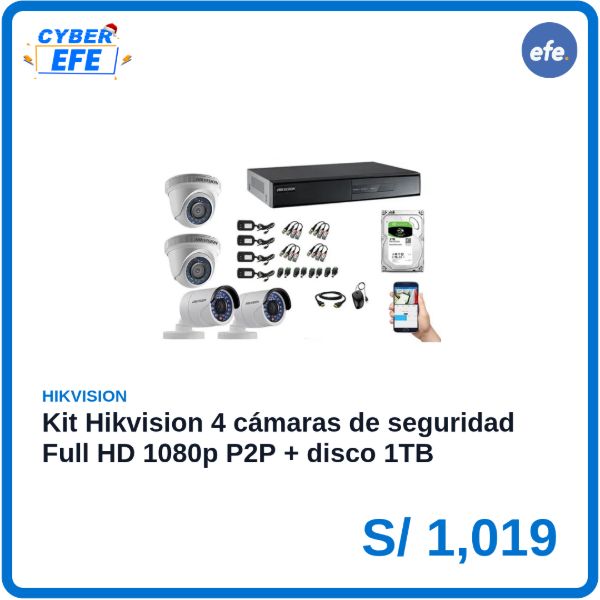 CYBER
EFE
efe.
HIKVISION
Kit Hikvision 4 cámaras de seguridad
Full HD 1080p P2P + disco 1TB
S/ 1,019